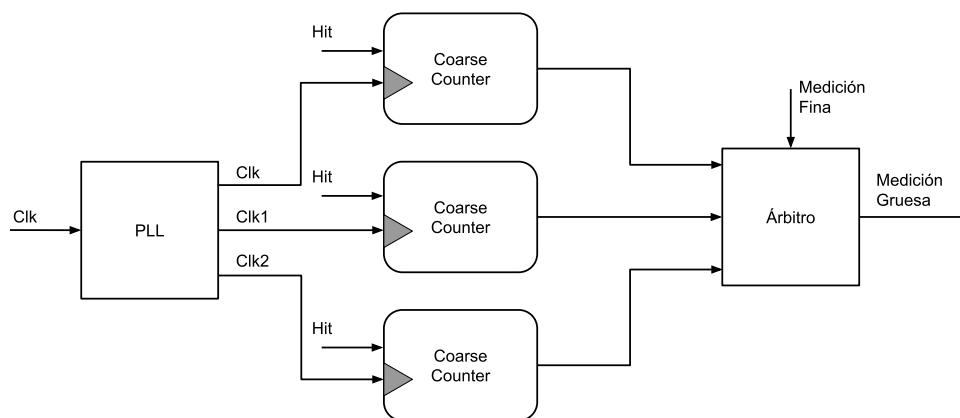 Hit
Coarse
Counter
Medición
Fina
Clk
Hit
Clk
PLL
Clk1
Coarse
Counter
Árbitro
Medición
Gruesa
Clk2
Hit
Coarse
Counter